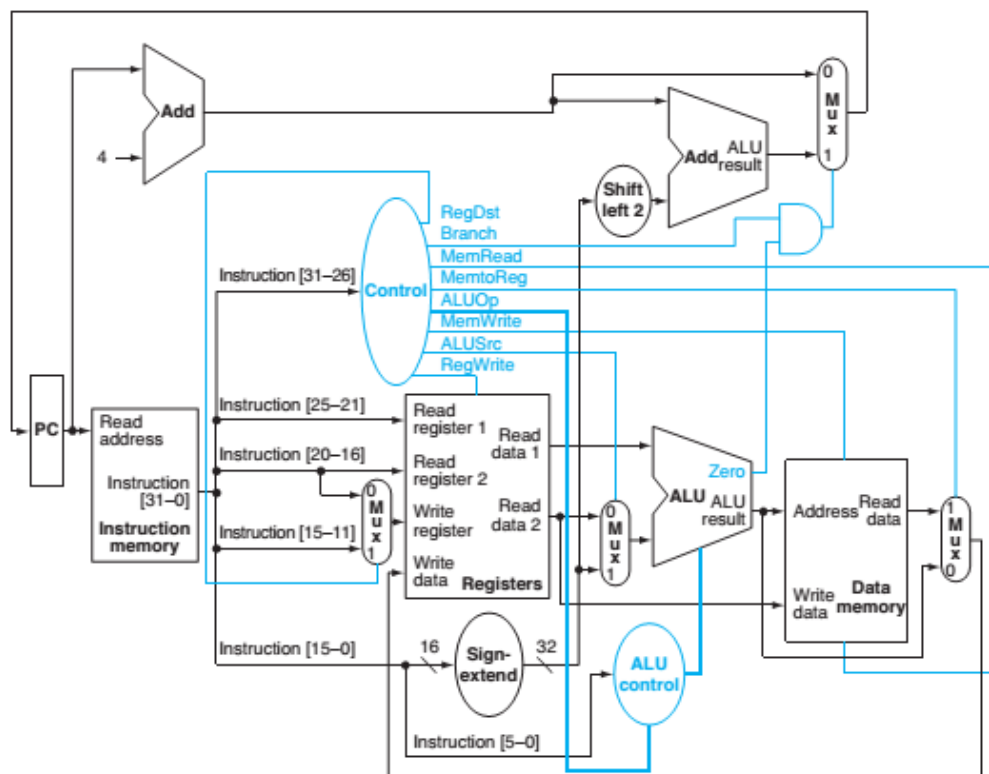 0
M
u
x
1
Add
4
Add
ALU
result
Shift
left 2
RegDst
Branch
MemRead
MemtoReg
ALUOp
MemWrite
ALUSrc
RegWrite
Control
Instruction [31–26]
Instruction [25–21]
Instruction [20–16]
Instruction [15–11]
Instruction [15–0]
Instruction [5–0]
PC
Read
address
Instruction
[31–0]
Instruction
memory
0
M
u
x
1
Read
register 1
Read
register 2
Write
register
Write
data
Read
data 1
Read
data 2
Registers
0
M
u
x
1
Zero
ALU
ALU
result
Address
Read
data
Write
data
Data
memory
1
M
u
x
0
16
Sign-
extend
32
ALU
control